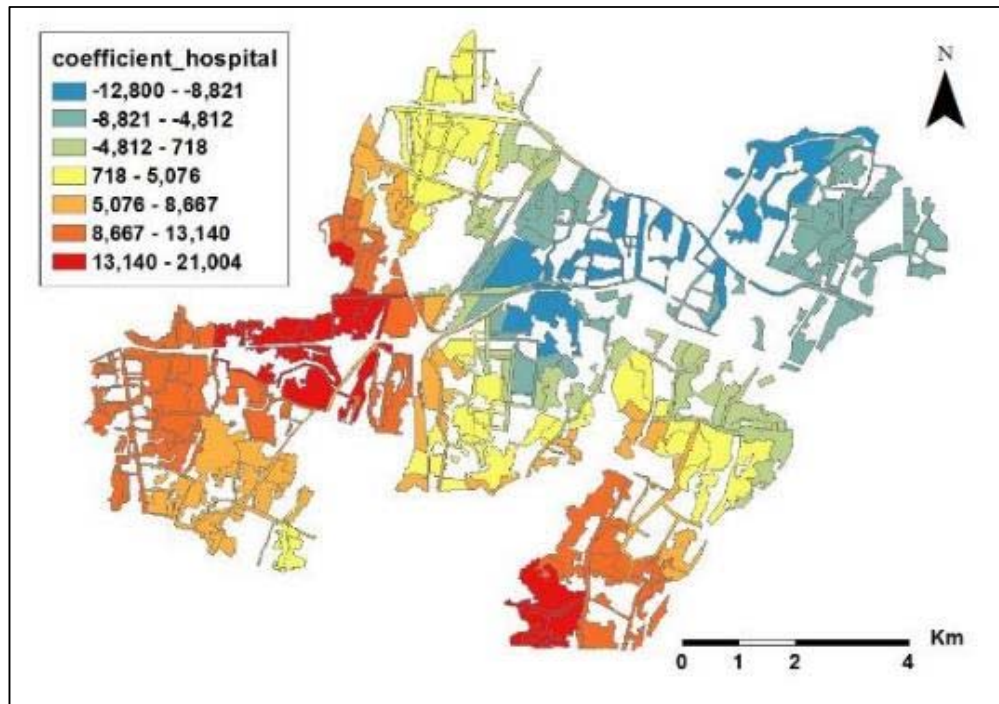 coefficient_hospital
-12,800 - -8,821
-8,821 - -4,812
-4,812 - 718
718 - 5,076
5,076 - 8,667
8,667 - 13,140
13,140 - 21,004
N
Km
0 1 2 4